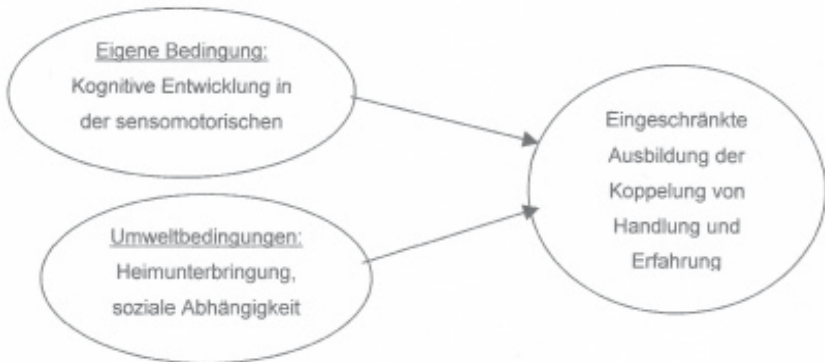 Eigene Bedingung:
Kognitive Entwicklung in
der sensomotorischen
Umweltbedingungen:
Heimunterbringung,
soziale Abhängigkeit
Eingeschränkte
Ausbildung der
Koppelung von
Handlung und
Erfahrung